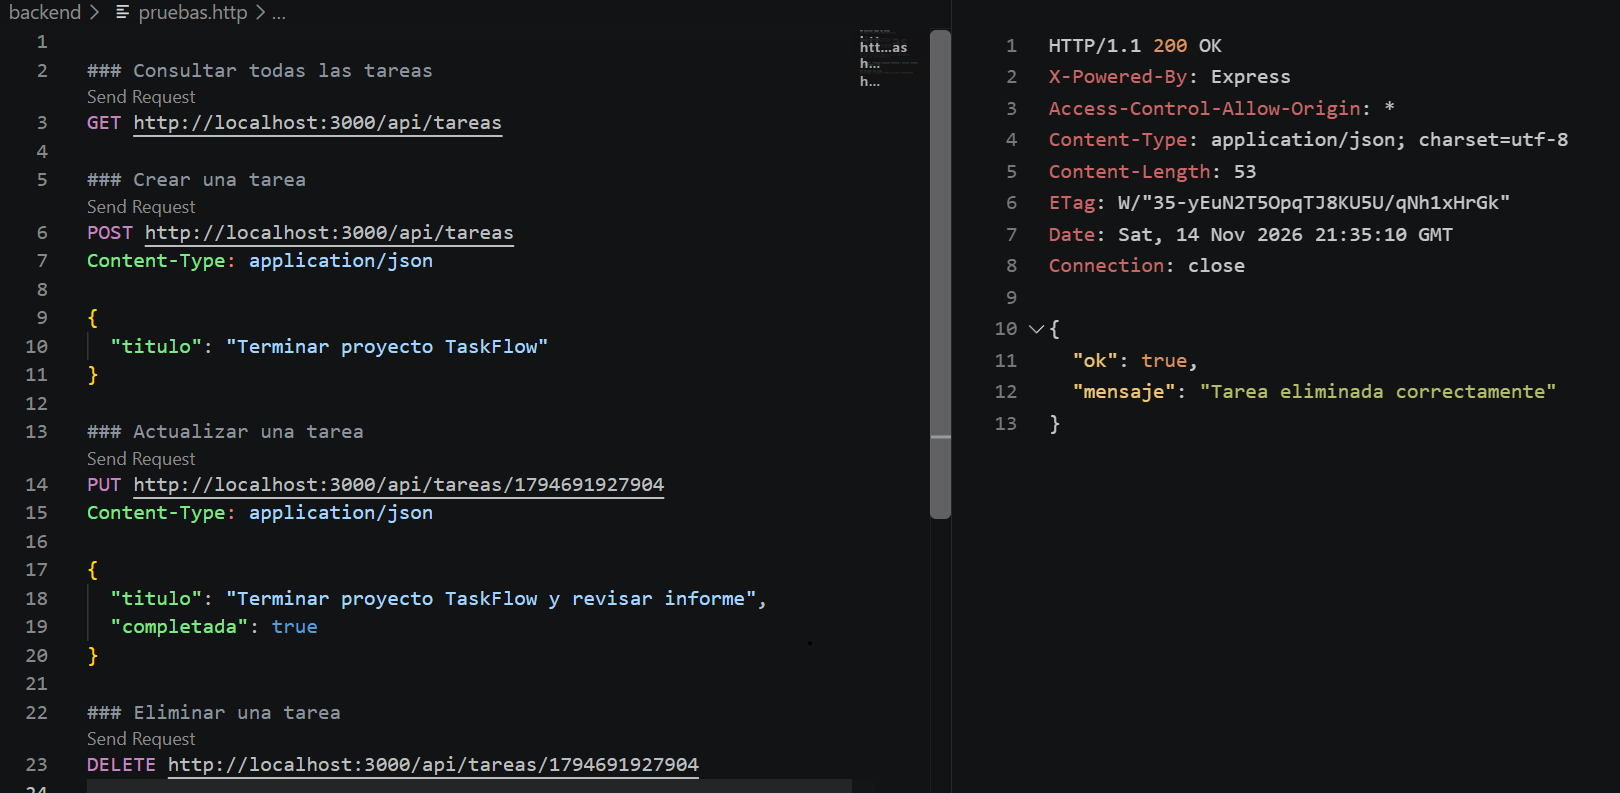 backend > pruebas.http > ...
1
2 ### Consultar todas las tareas
Send Request
3 GET http://localhost:3000/api/tareas
4
5 ### Crear una tarea
Send Request
6 POST http://localhost:3000/api/tareas
7 Content-Type: application/json
8
9 {
10 "titulo": "Terminar proyecto TaskFlow"
11 }
12
13 ### Actualizar una tarea
Send Request
14 PUT http://localhost:3000/api/tareas/1794691927904
15 Content-Type: application/json
16
17 {
18 "titulo": "Terminar proyecto TaskFlow y revisar informe",
19 "completada": true
20 }
21
22 ### Eliminar una tarea
Send Request
23 DELETE http://localhost:3000/api/tareas/1794691927904
24
htt...as
h...
h...
1 HTTP/1.1 200 OK
2 X-Powered-By: Express
3 Access-Control-Allow-Origin: *
4 Content-Type: application/json; charset=utf-8
5 Content-Length: 53
6 ETag: W/"35-yEuN2T5OpqTJ8KU5U/qNh1xHrGk"
7 Date: Sat, 14 Nov 2026 21:35:10 GMT
8 Connection: close
9
10 {
11 "ok": true,
12 "mensaje": "Tarea eliminada correctamente"
13 }